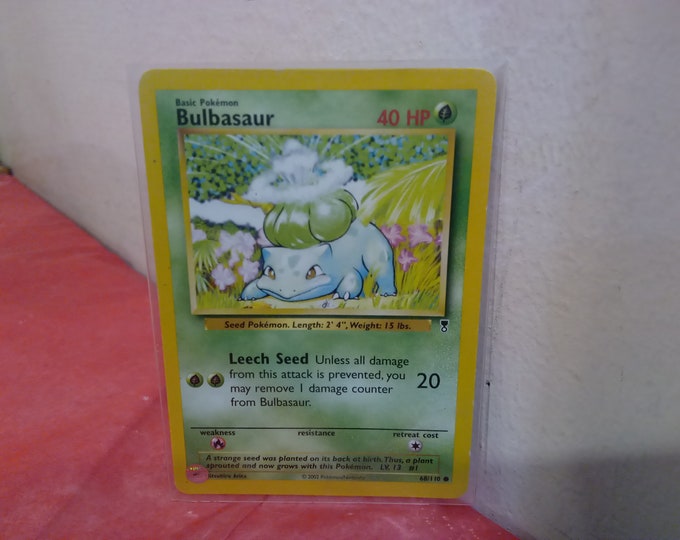 Basic Pokémon
Bulbasaur
40 HP
Seed Pokémon. Length: 2' 4", Weight: 15 lbs.
Leech Seed Unless all damage
from this attack is prevented, you
may remove 1 damage counter
from Bulbasaur.
20
weakness resistance retreat cost
A strange seed was planted on its back at birth. Thus, a plant
sprouted and now grows with this Pokémon. LV. 13 #1
© 2002 Pokémon/Nintendo
68/110